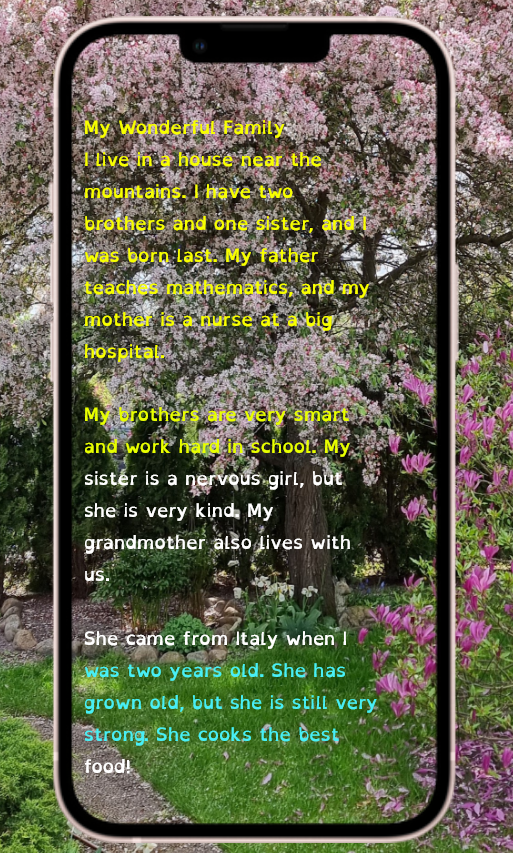 My Wonderful Family
I live in a house near the
mountains. I have two
brothers and one sister, and I
was born last. My father
teaches mathematics, and my
mother is a nurse at a big
hospital.
My brothers are very smart
and work hard in school. My
sister is a nervous girl, but
she is very kind. My
grandmother also lives with
us.
She came from Italy when I
was two years old. She has
grown old, but she is still very
strong. She cooks the best
food!